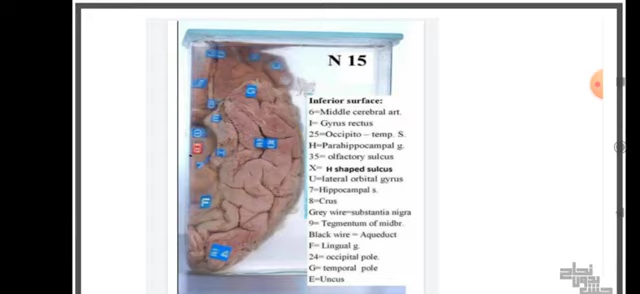 N 15
Inferior surface:
6=Middle cerebral art.
I= Gyrus rectus
25=Occipito – temp. S.
H=Parahippocampal g.
35= olfactory sulcus
X= H shaped sulcus
U=lateral orbital gyrus
7=Hippocampal s.
8=Crus
Grey wire=substantia nigra
9= Tegmentum of midbr.
Black wire = Aqueduct
F= Lingual g.
24= occipital pole.
G= temporal pole
E=Uncus